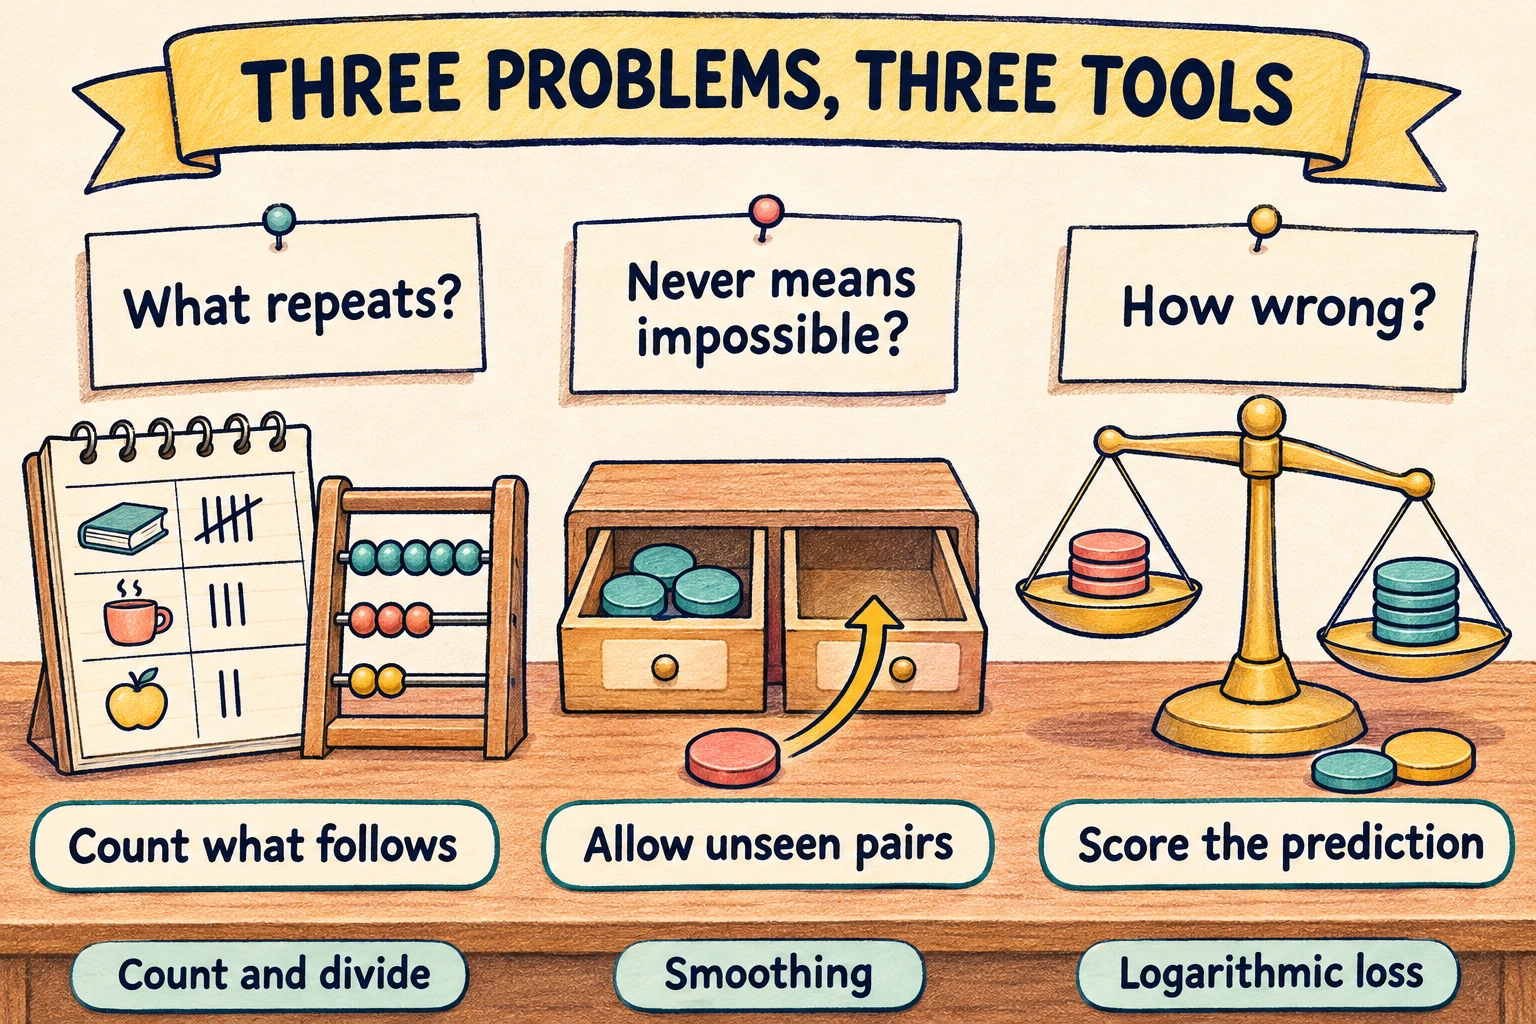 THREE PROBLEMS, THREE TOOLS
What repeats?
Never means
impossible?
How wrong?
Count what follows
Allow unseen pairs
Score the prediction
Count and divide
Smoothing
Logarithmic loss